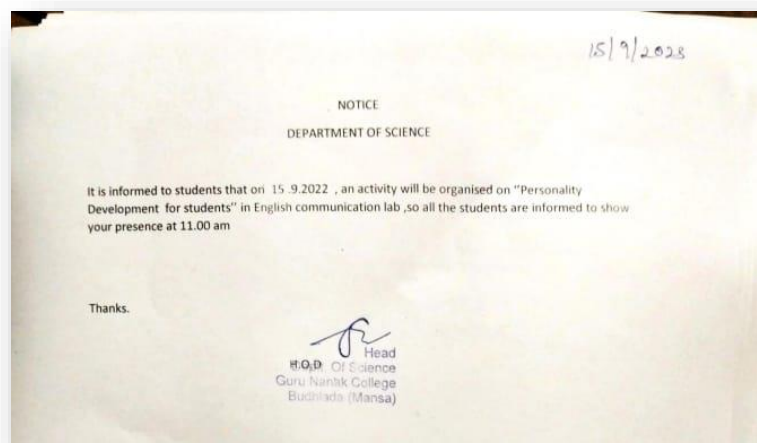 15/9/2023
NOTICE
DEPARTMENT OF SCIENCE
It is informed to students that on 15 .9.2022 , an activity will be organised on "Personality
Development for students" in English communication lab ,so all the students are informed to show
your presence at 11.00 am
Thanks.
Head
H.O.D. Of Science
Guru Nanak College
Budhlada (Mansa)